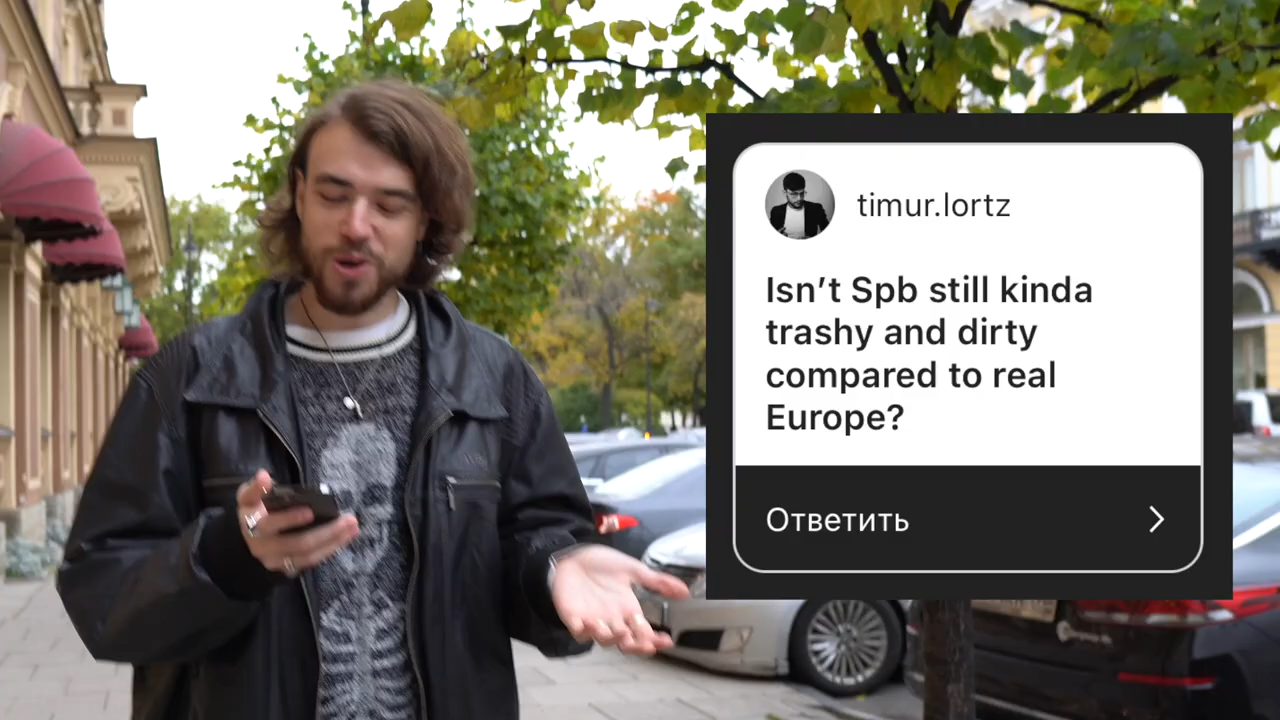 timur.lortz
Isn’t Spb still kinda
trashy and dirty
compared to real
Europe?
Ответить